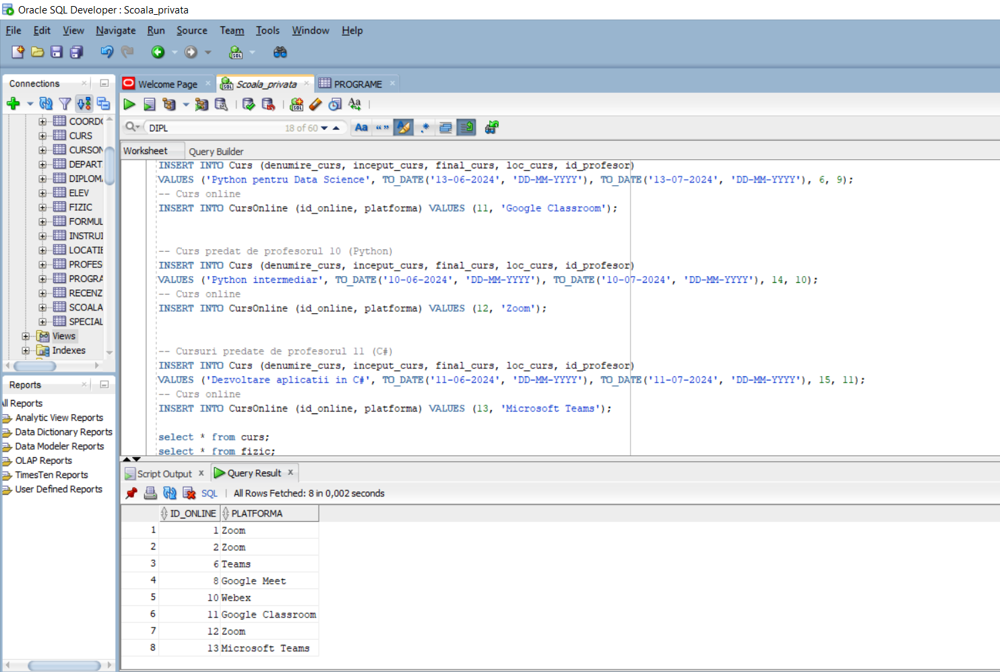 Oracle SQL Developer : Scoala_privata
File Edit View Navigate Run Source Team Tools Window Help
Connections
Welcome Page
Scoala_privata
PROGRAME
DIPL
18 of 60
Aa
Worksheet
Query Builder
COORD
CURS
CURSON
DEPART
DIPLOM
ELEV
FIZIC
FORMUL
INSTRUI
LOCATIE
PROFES
PROGRA
RECENZ
SCOALA
SPECIAL
Views
Indexes
INSERT INTO Curs (denumire_curs, inceput_curs, final_curs, loc_curs, id_profesor)
VALUES ('Python pentru Data Science', TO_DATE('13-06-2024', 'DD-MM-YYYY'), TO_DATE('13-07-2024', 'DD-MM-YYYY'), 6, 9);
-- Curs online
INSERT INTO CursOnline (id_online, platforma) VALUES (11, 'Google Classroom');
-- Curs predat de profesorul 10 (Python)
INSERT INTO Curs (denumire_curs, inceput_curs, final_curs, loc_curs, id_profesor)
VALUES ('Python intermediar', TO_DATE('10-06-2024', 'DD-MM-YYYY'), TO_DATE('10-07-2024', 'DD-MM-YYYY'), 14, 10);
-- Curs online
INSERT INTO CursOnline (id_online, platforma) VALUES (12, 'Zoom');
-- Cursuri predate de profesorul 11 (C#)
INSERT INTO Curs (denumire_curs, inceput_curs, final_curs, loc_curs, id_profesor)
VALUES ('Dezvoltare aplicatii in C#', TO_DATE('11-06-2024', 'DD-MM-YYYY'), TO_DATE('11-07-2024', 'DD-MM-YYYY'), 15, 11);
-- Curs online
INSERT INTO CursOnline (id_online, platforma) VALUES (13, 'Microsoft Teams');
select * from curs;
select * from fizic;
Reports
All Reports
Analytic View Reports
Data Dictionary Reports
Data Modeler Reports
OLAP Reports
TimesTen Reports
User Defined Reports
Script Output x
Query Result x
SQL | All Rows Fetched: 8 in 0,002 seconds
ID_ONLINE PLATFORMA
1 1 Zoom
2 2 Zoom
3 6 Teams
4 8 Google Meet
5 10 Webex
6 11 Google Classroom
7 12 Zoom
8 13 Microsoft Teams